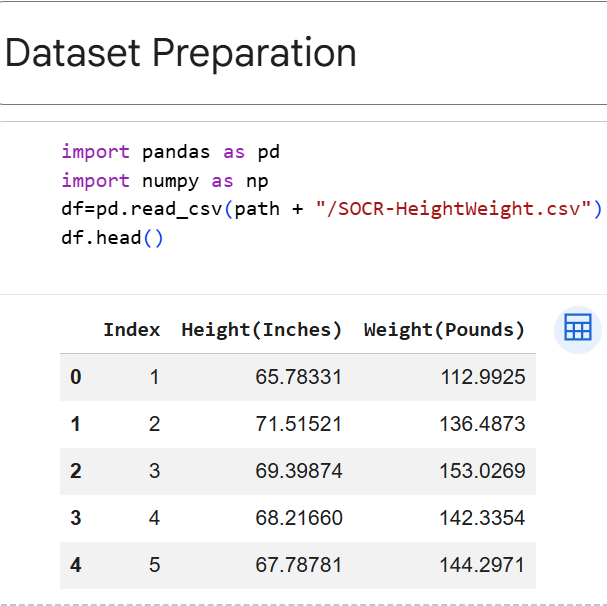 Dataset Preparation
import pandas as pd
import numpy as np
df=pd.read_csv(path + "/SOCR-HeightWeight.csv")
df.head()
Index Height(Inches) Weight(Pounds)
0 1 65.78331 112.9925
1 2 71.51521 136.4873
2 3 69.39874 153.0269
3 4 68.21660 142.3354
4 5 67.78781 144.2971